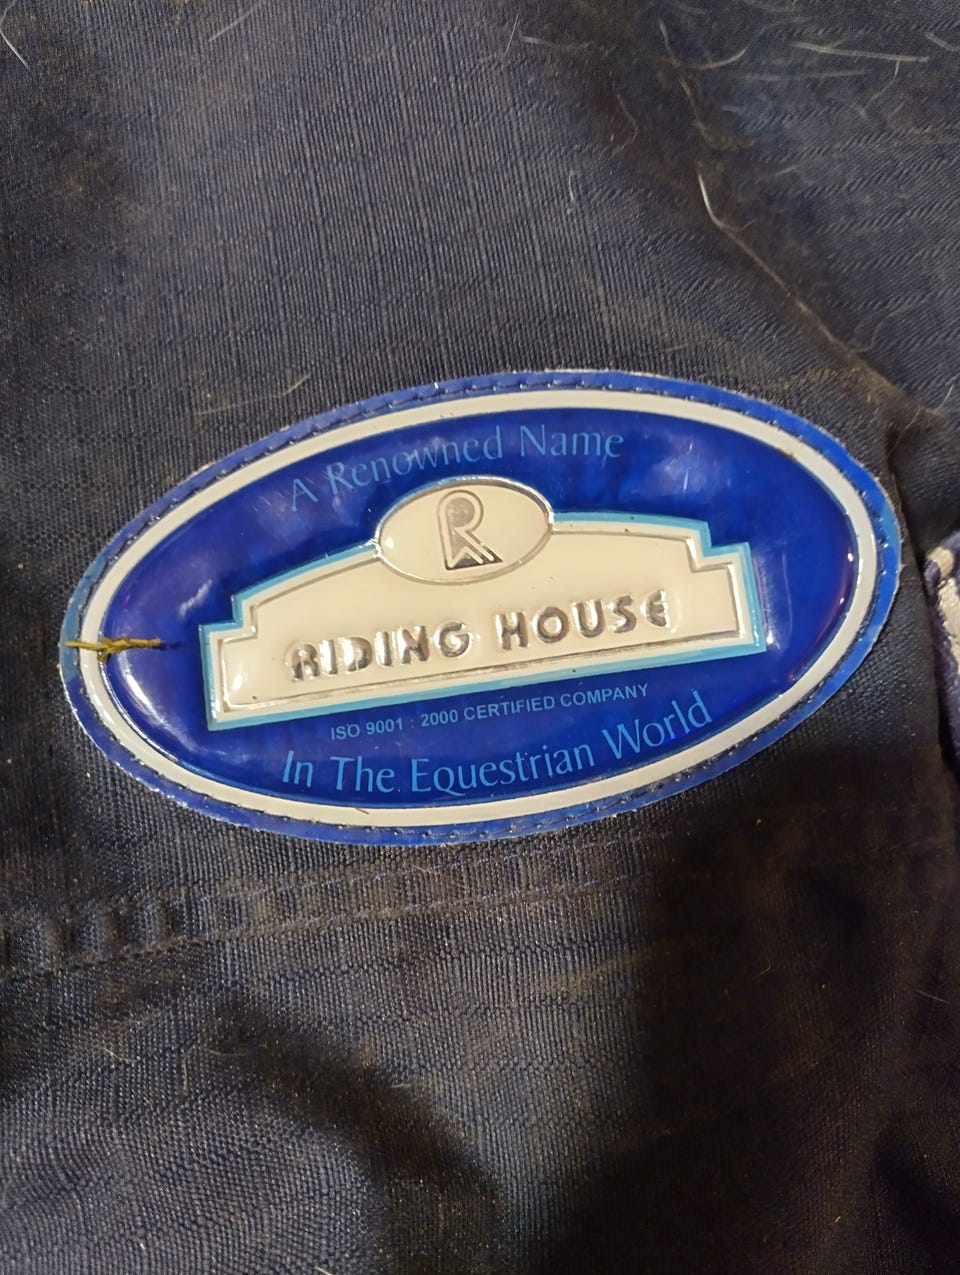 A Renowned Name
R
RIDING HOUSE
ISO 9001 : 2000 CERTIFIED COMPANY
In The Equestrian World